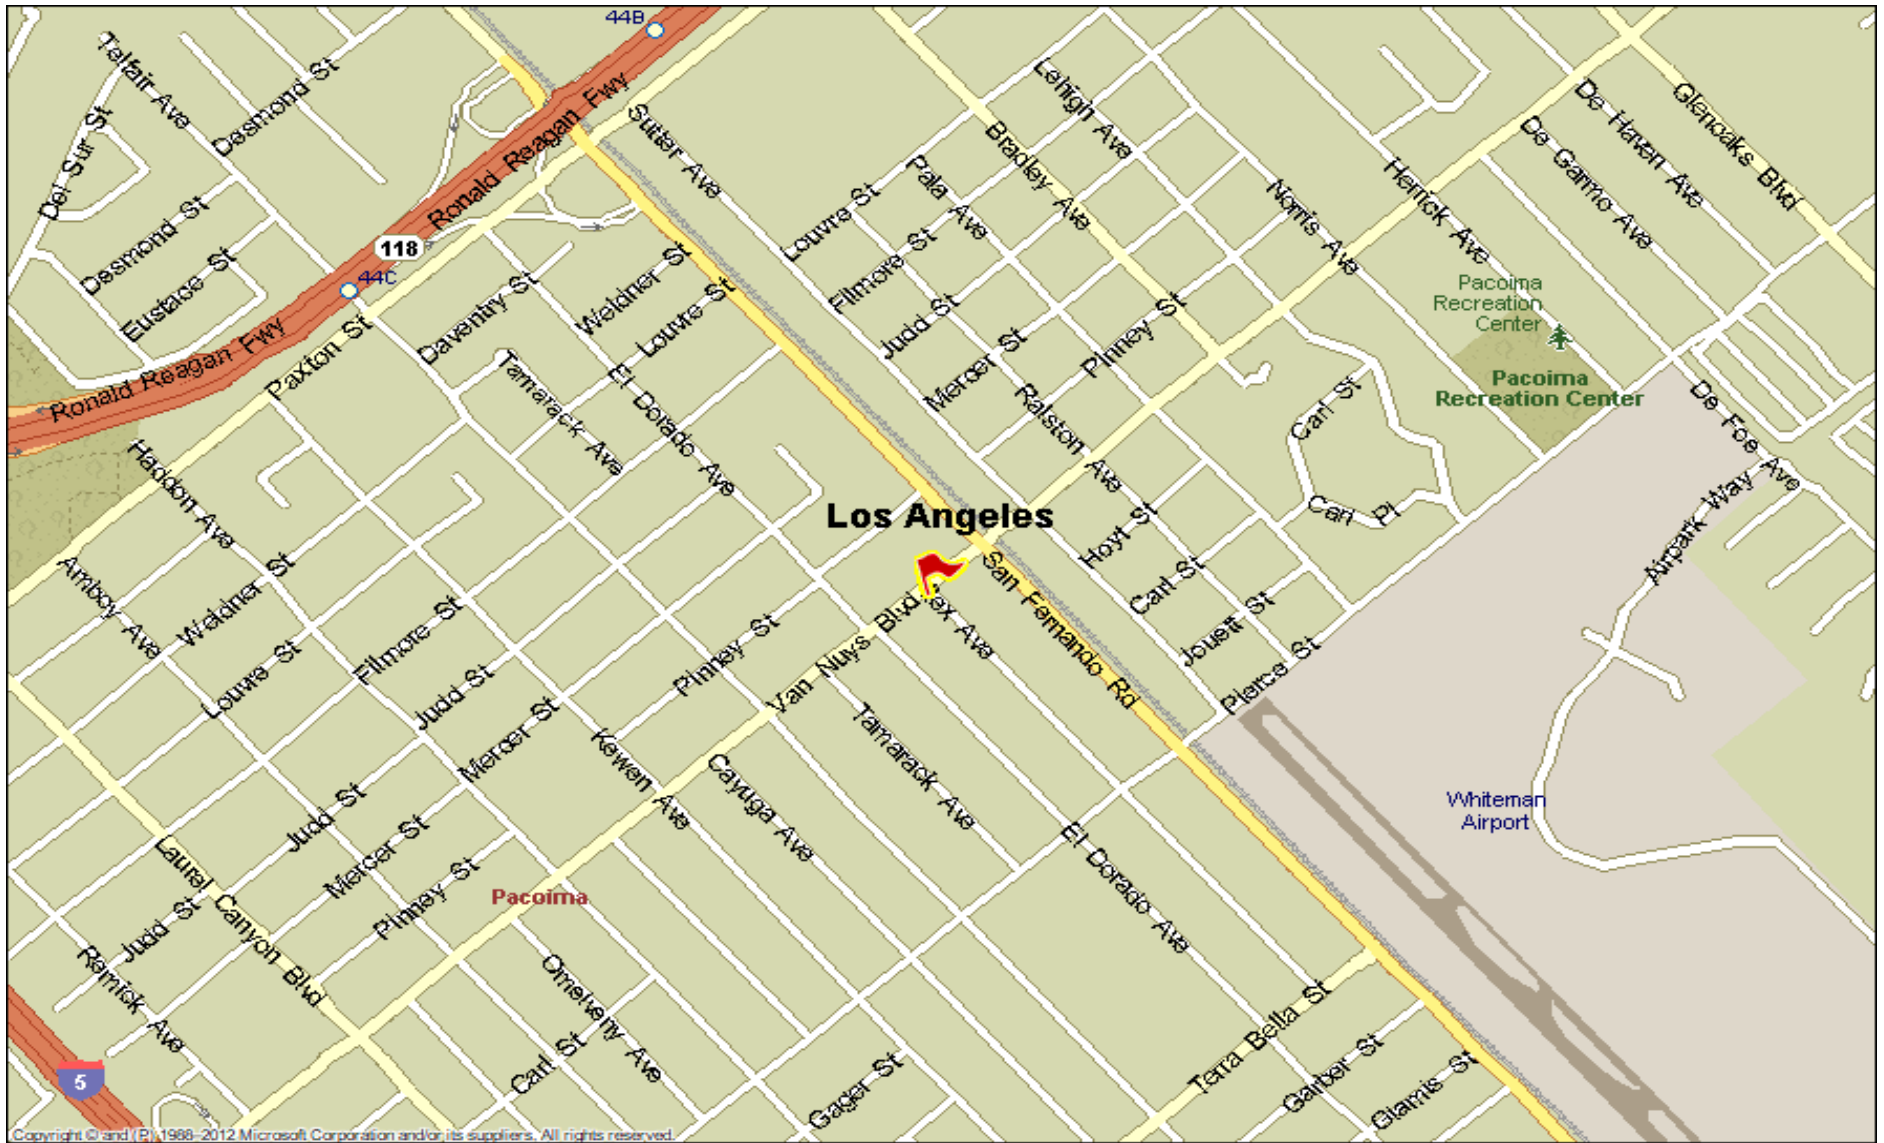 44B
Telfair Ave
Desmond St
Del Sur St
Ronald Reagan Fwy
Sutter Ave
Lehigh Ave
Bradley Ave
Glenoaks Blvd
De Haven Ave
De Garmo Ave
Herrick Ave
Norris Ave
Pala Ave
Louvre St
Filmore St
Judd St
Mercer St
Pinney St
Desmond St
Eustace St
118
44C
Weidner St
Louvre St
Daventry St
Paxton St
Ronald Reagan Fwy
Tamarack Ave
El Dorado Ave
Ralston Ave
Carl St
Pacoima
Recreation
Center
Pacoima
Recreation Center
De Foe Ave
Airpark Way
Haddon Ave
Los Angeles
Hoyt St
Carl Pl
Carl St
Jouett St
Pierce St
San Fernando Rd
Amboy Ave
Weidner St
Louvre St
Filmore St
Judd St
Mercer St
Pinney St
Van Nuys Blvd
Tamarack Ave
Kewen Ave
Cayuga Ave
El Dorado Ave
Whiteman
Airport
Judd St
Mercer St
Pinney St
Laurel Canyon Blvd
Pacoima
Judd St
Remick Ave
Omelveny Ave
Carl St
Gager St
Terra Bella St
Garber St
Glamis St
5
Copyright © and (P) 1988–2012 Microsoft Corporation and/or its suppliers. All rights reserved.